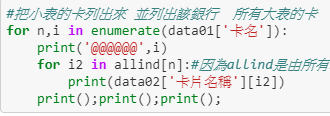 #把小表的卡列出來 並列出該銀行 所有大表的卡
for n,i in enumerate(data01['卡名']):
    print('@@@@@@',i)
    for i2 in allind[n]:#因為allind是由所有
        print(data02['卡片名稱'][i2])
    print();print();print();